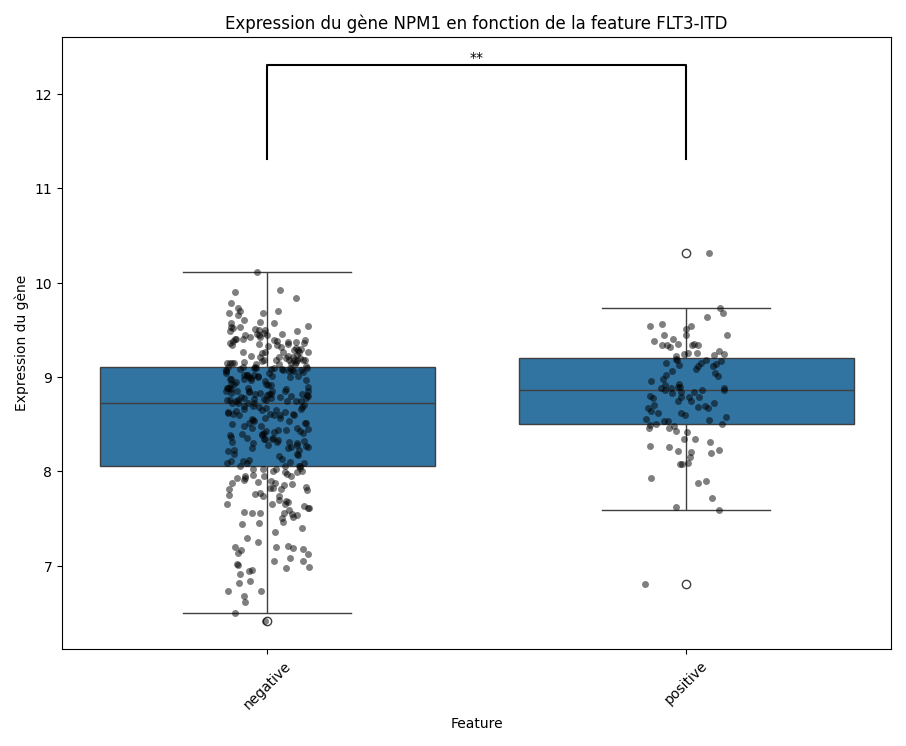 Expression du gène NPM1 en fonction de la feature FLT3-ITD
**
12
11
10
9
8
7
Expression du gène
negative
positive
Feature